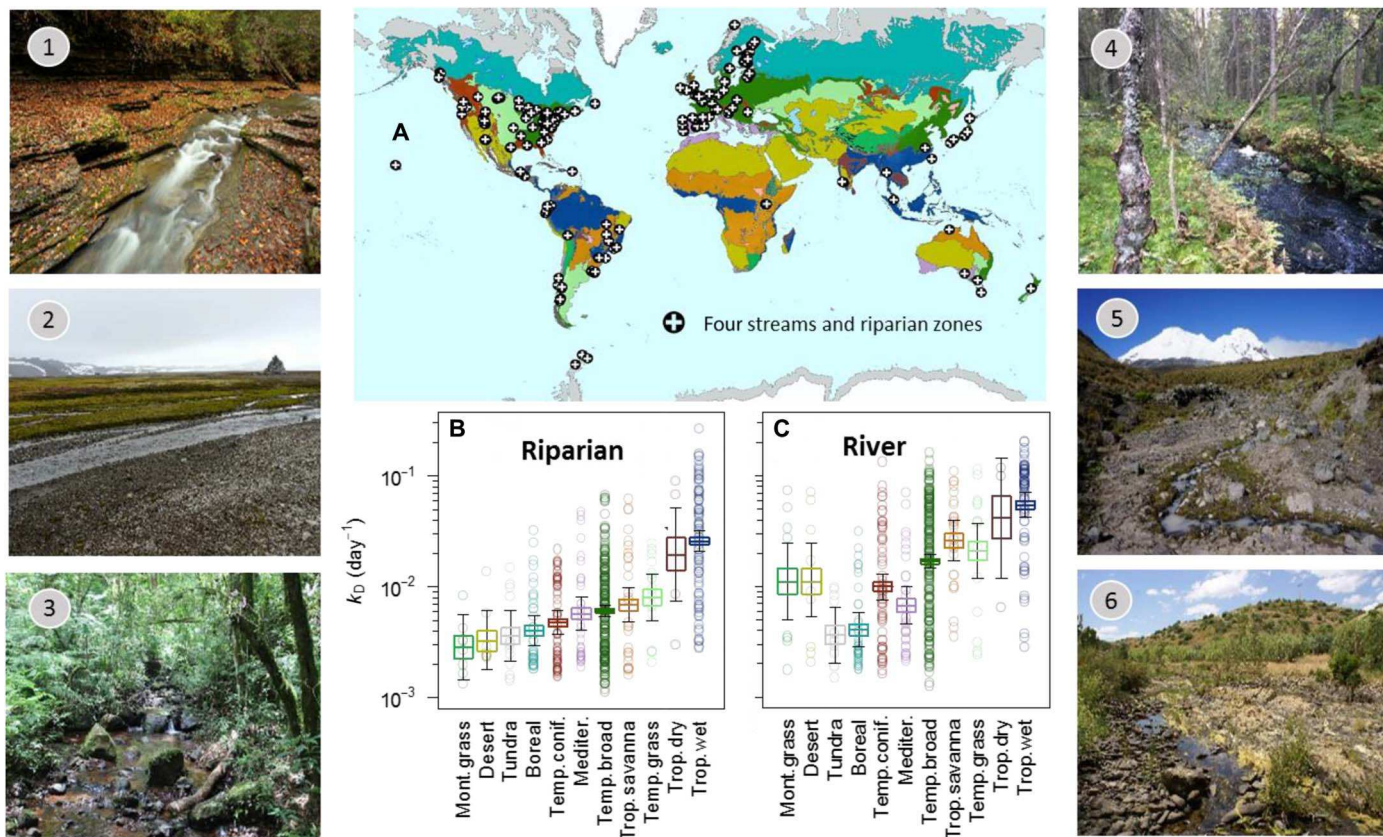 1
2
3
A
Four streams and riparian zones
4
5
6
B
Riparian
C
River
kD (day⁻¹)
10⁻¹
10⁻²
10⁻³
Mont. grass
Desert
Tundra
Boreal
Temp. conif.
Mediter.
Temp. broad
Trop. savanna
Temp. grass
Trop. dry
Trop. wet
Mont. grass
Desert
Tundra
Boreal
Temp. conif.
Mediter.
Temp. broad
Trop. savanna
Temp. grass
Trop. dry
Trop. wet